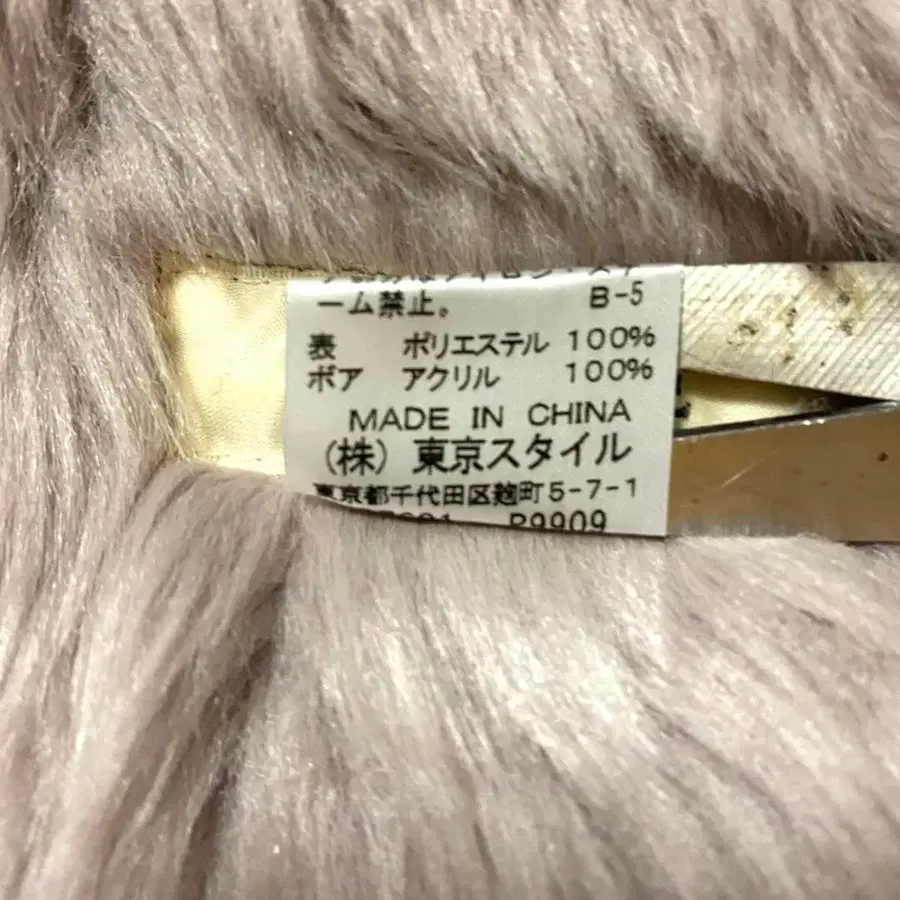 ーム禁止。 B-5
表 ポリエステル 100%
ボア アクリル 100%
MADE IN CHINA
(株) 東京スタイル
東京都千代田区麹町5-7-1
R9909